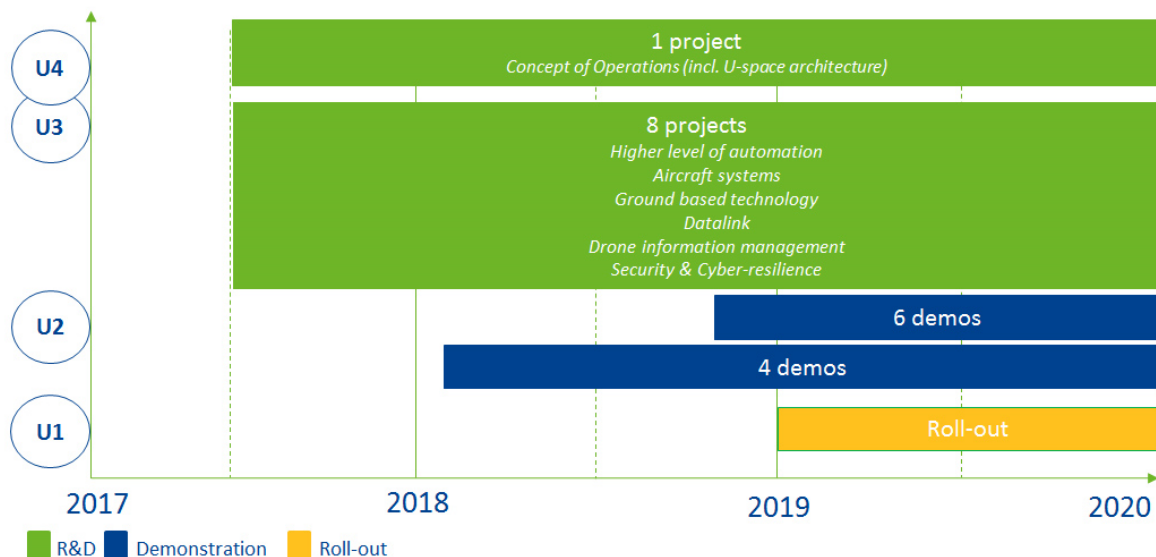 U4
1 project
Concept of Operations (incl. U-space architecture)
U3
8 projects
Higher level of automation
Aircraft systems
Ground based technology
Datalink
Drone information management
Security & Cyber-resilience
U2
6 demos
4 demos
U1
Roll-out
2017 2018 2019 2020
R&D Demonstration Roll-out